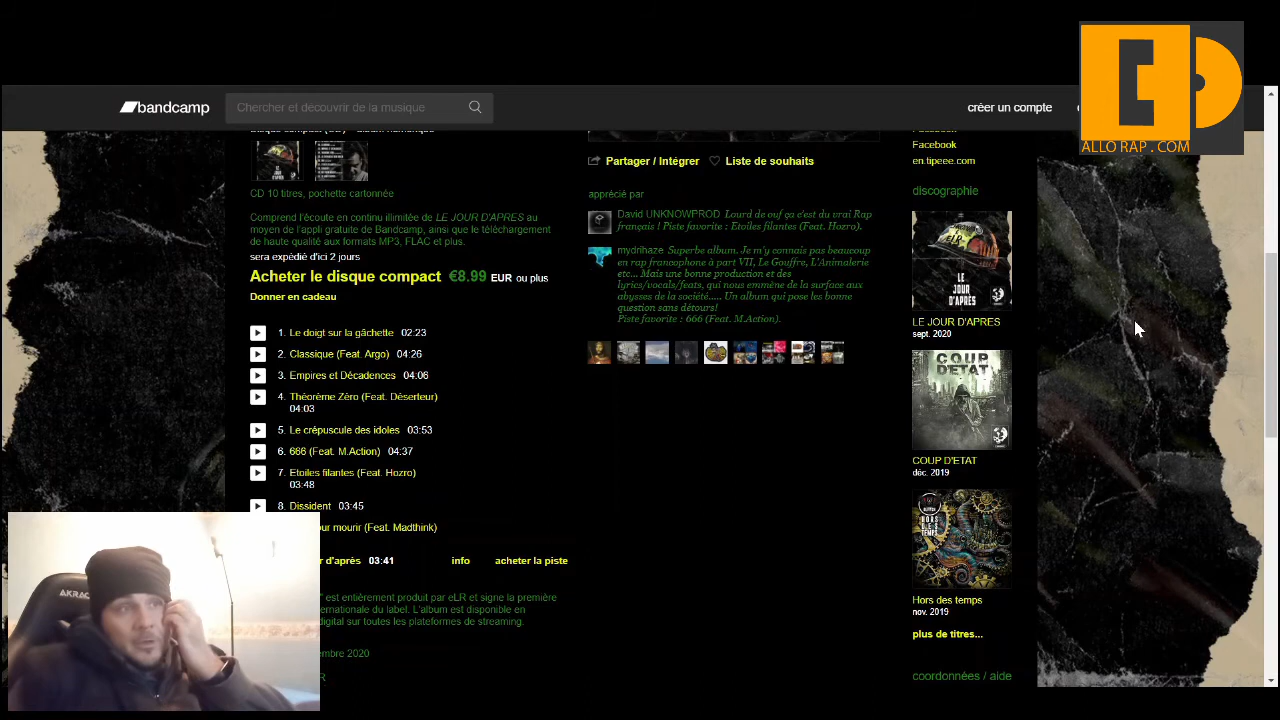 bandcamp
Chercher et découvrir de la musique
créer un compte
ALLO RAP . COM
CD 10 titres, pochette cartonnée
Comprend l'écoute en continu illimitée de LE JOUR D'APRES au
moyen de l'appli gratuite de Bandcamp, ainsi que le téléchargement
de haute qualité aux formats MP3, FLAC et plus.
sera expédié d'ici 2 jours
Acheter le disque compact €8.99 EUR ou plus
Donner en cadeau
1. Le doigt sur la gâchette 02:23
2. Classique (Feat. Argo) 04:26
3. Empires et Décadences 04:06
4. Théorème Zéro (Feat. Déserteur)
04:03
5. Le crépuscule des idoles 03:53
6. 666 (Feat. M.Action) 04:37
7. Etoiles filantes (Feat. Hozro)
03:48
8. Dissident 03:45
our mourir (Feat. Madthink)
r d'après 03:41 info acheter la piste
" est entièrement produit par eLR et signe la première
ernationale du label. L'album est disponible en
digital sur toutes les plateformes de streaming.
embre 2020
R
Partager / Intégrer Liste de souhaits
apprécié par
David UNKNOWPROD Lourd de ouf ça c'est du vrai Rap
français ! Piste favorite : Etoiles filantes (Feat. Hozro).
mydrihaze Superbe album. Je m'y connais pas beaucoup
en rap francophone à part VII, Le Gouffre, L'Animalerie
etc... Mais une bonne production et des
lyrics/vocals/feats, qui nous emmène de la surface aux
abysses de la société..... Un album qui pose les bonne
question sans détours!
Piste favorite : 666 (Feat. M.Action).
Facebook
en.tipeee.com
discographie
LE
JOUR
D'APRÈS
LE JOUR D'APRES
sept. 2020
COUP
D'ETAT
COUP D'ETAT
déc. 2019
HORS
DES
TEMPS
Hors des temps
nov. 2019
plus de titres...
coordonnées / aide